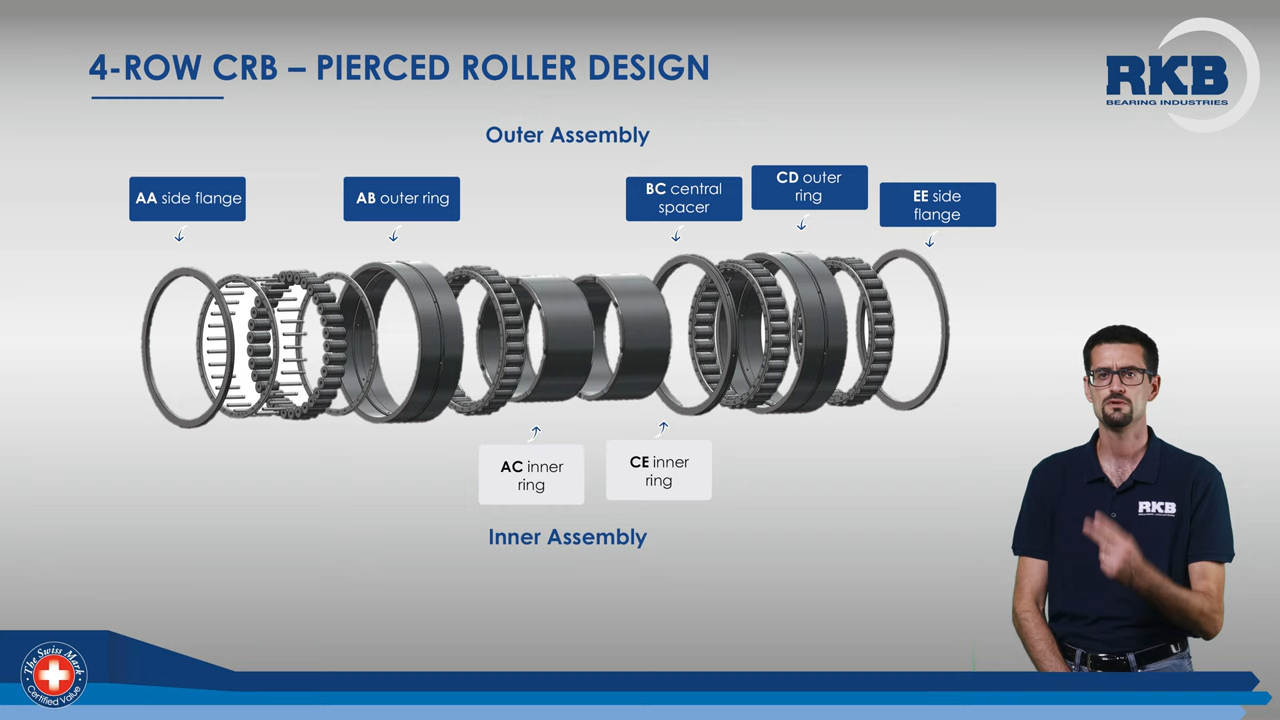 4-ROW CRB – PIERCED ROLLER DESIGN
RKB
BEARING INDUSTRIES
Outer Assembly
AA side flange
AB outer ring
BC central
spacer
CD outer
ring
EE side
flange
AC inner
ring
CE inner
ring
Inner Assembly
RKB
The Swiss Mark
Certified Value